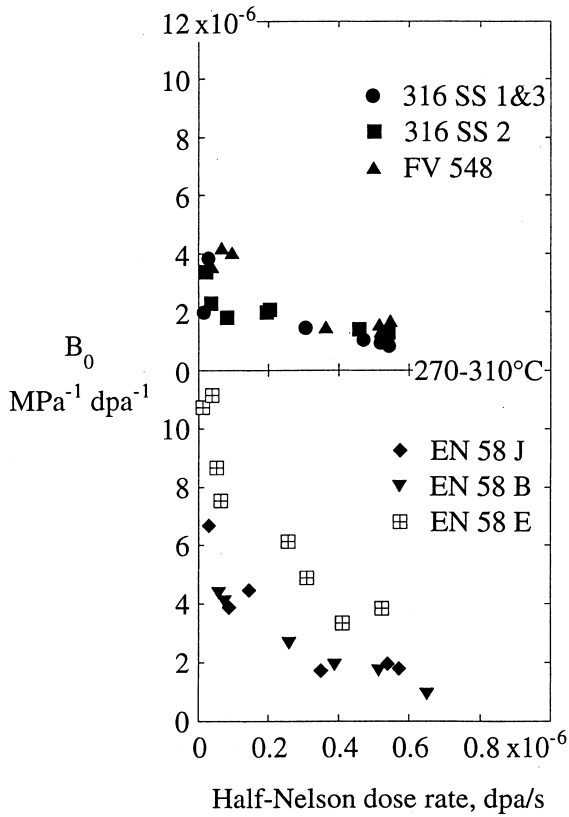 12 x10-6
10
8
6
4
2
0
316 SS 1&3
316 SS 2
FV 548
B0
MPa-1 dpa-1
270-310°C
10
8
6
4
2
0
EN 58 J
EN 58 B
EN 58 E
0 0.2 0.4 0.6 0.8 x10-6
Half-Nelson dose rate, dpa/s